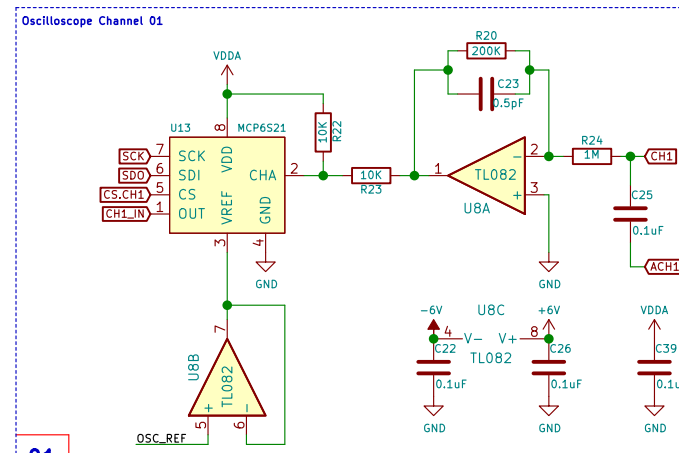 Oscilloscope Channel 01
R20
200K
VDDA
C23
0.5pF
U13
8
MCP6S21
10K
R22
SCK
7
SCK
VDD
SDO
6
SDI
CHA
2
10K
R23
1
TL082
U8A
−
2
+
3
R24
1M
CH1
CS.CH1
5
CS
CH1_IN
1
OUT
VREF
GND
3
4
GND
C25
0.1uF
ACH1
GND
-6V
U8C
+6V
VDDA
4
V-
V+
8
TL082
C22
0.1uF
C26
0.1uF
C39
GND
GND
GND
7
U8B
TL082
+
−
5
6
OSC_REF